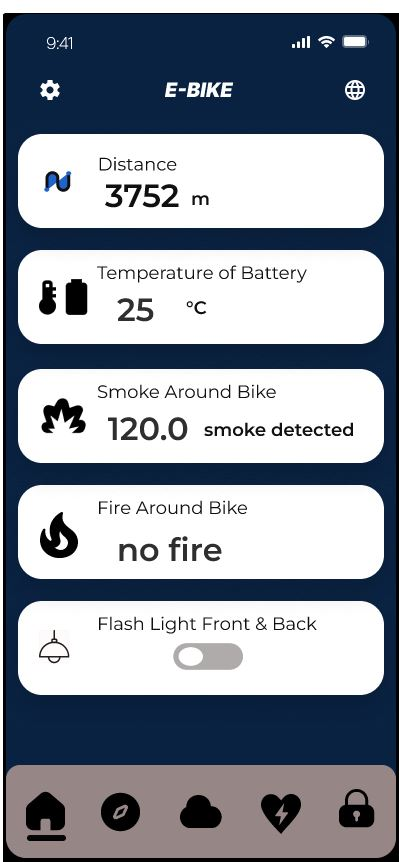 9:41
E-BIKE
Distance
3752 m
Temperature of Battery
25 °C
Smoke Around Bike
120.0 smoke detected
Fire Around Bike
no fire
Flash Light Front & Back